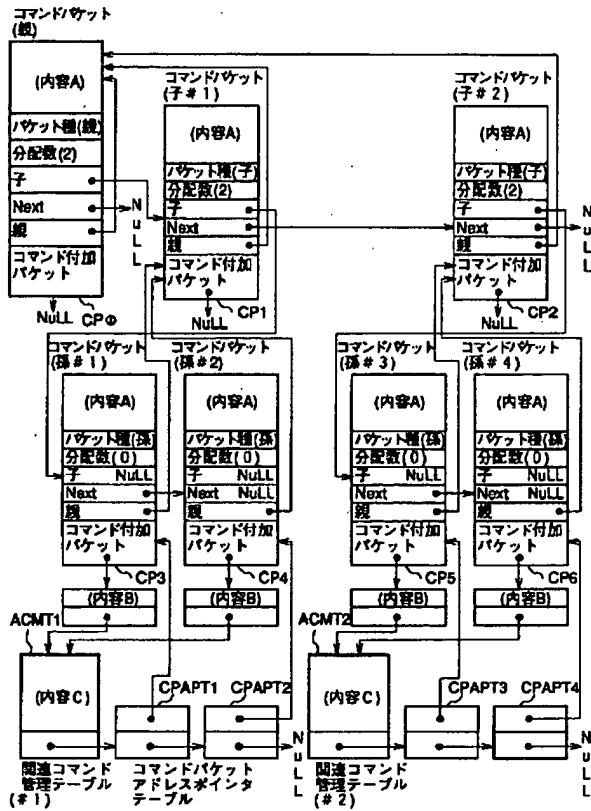 コマンドパケット
(親)
(内容A)
パケット種(親)
分配数(2)
子
Next
親
コマンド付加
パケット
NuLL
NuLL
CPΦ
コマンドパケット
(子#1)
(内容A)
パケット種(子)
分配数(2)
子
Next
親
コマンド付加
パケット
NuLL
CP1
コマンドパケット
(子#2)
(内容A)
パケット種(子)
分配数(2)
子
Next
親
コマンド付加
パケット
NuLL
NuLL
CP2
コマンドパケット
(孫#1)
(内容A)
パケット種(孫)
分配数(0)
子 NuLL
Next
親
コマンド付加
パケット
CP3
(内容B)
コマンドパケット
(孫#2)
(内容A)
パケット種(孫)
分配数(0)
子 NuLL
Next NuLL
親
コマンド付加
パケット
CP4
(内容B)
コマンドパケット
(孫#3)
(内容A)
パケット種(孫)
分配数(0)
子 NuLL
Next
親
コマンド付加
パケット
CP5
(内容B)
コマンドパケット
(孫#4)
(内容A)
パケット種(孫)
分配数(0)
子 NuLL
Next NuLL
親
コマンド付加
パケット
CP6
(内容B)
ACMT1
(内容C)
CPAPT1
CPAPT2
NuLL
関連コマンド
管理テーブル
(#1)
コマンドパケット
アドレスポインタ
テーブル
ACMT2
(内容C)
CPAPT3
CPAPT4
NuLL
関連コマンド
管理テーブル
(#2)